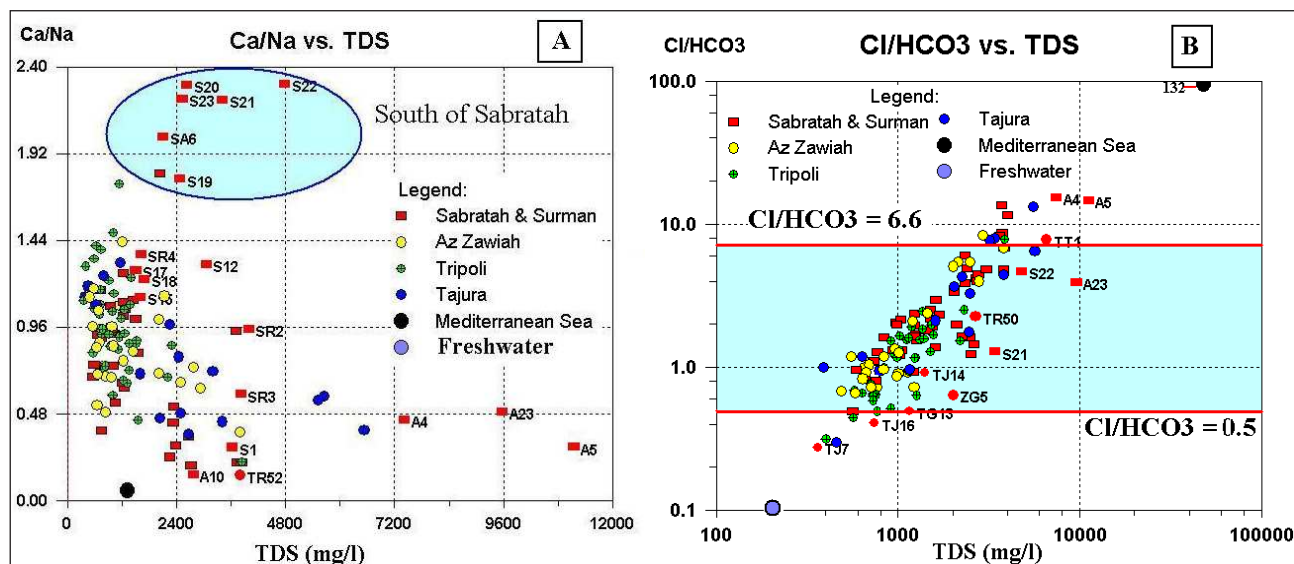 Ca/Na
Ca/Na vs. TDS
A
2.40
1.92
1.44
0.96
0.48
0.00
S20
S23
S21
S22
SA6
S19
South of Sabratah
Legend:
Sabratah & Surman
Az Zawiah
Tripoli
Tajura
Mediterranean Sea
Freshwater
SR4
S17
S18
S15
S12
SR2
SR3
S1
A10
TR52
A4
A23
A5
0
2400
4800
7200
9600
12000
TDS (mg/l)
Cl/HCO3
Cl/HCO3 vs. TDS
B
100.0
10.0
1.0
0.1
132
Legend:
Sabratah & Surman
Az Zawiah
Tripoli
Tajura
Mediterranean Sea
Freshwater
Cl/HCO3 = 6.6
A4
A5
TT1
S22
A23
TR50
S21
TJ14
ZG5
TG13
TJ16
TJ7
Cl/HCO3 = 0.5
100
1000
10000
100000
TDS (mg/l)